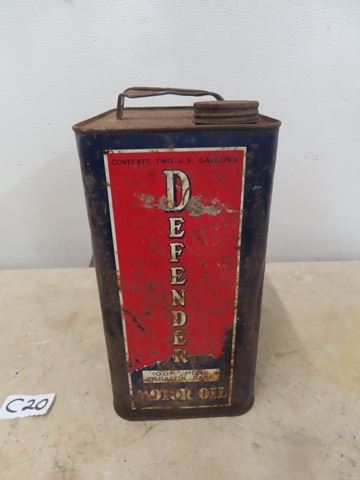 CONTENTS TWO U.S. GALLONS
DEFENDER
100% PURE
PARAFFIN BASE
MOTOR OIL
C20